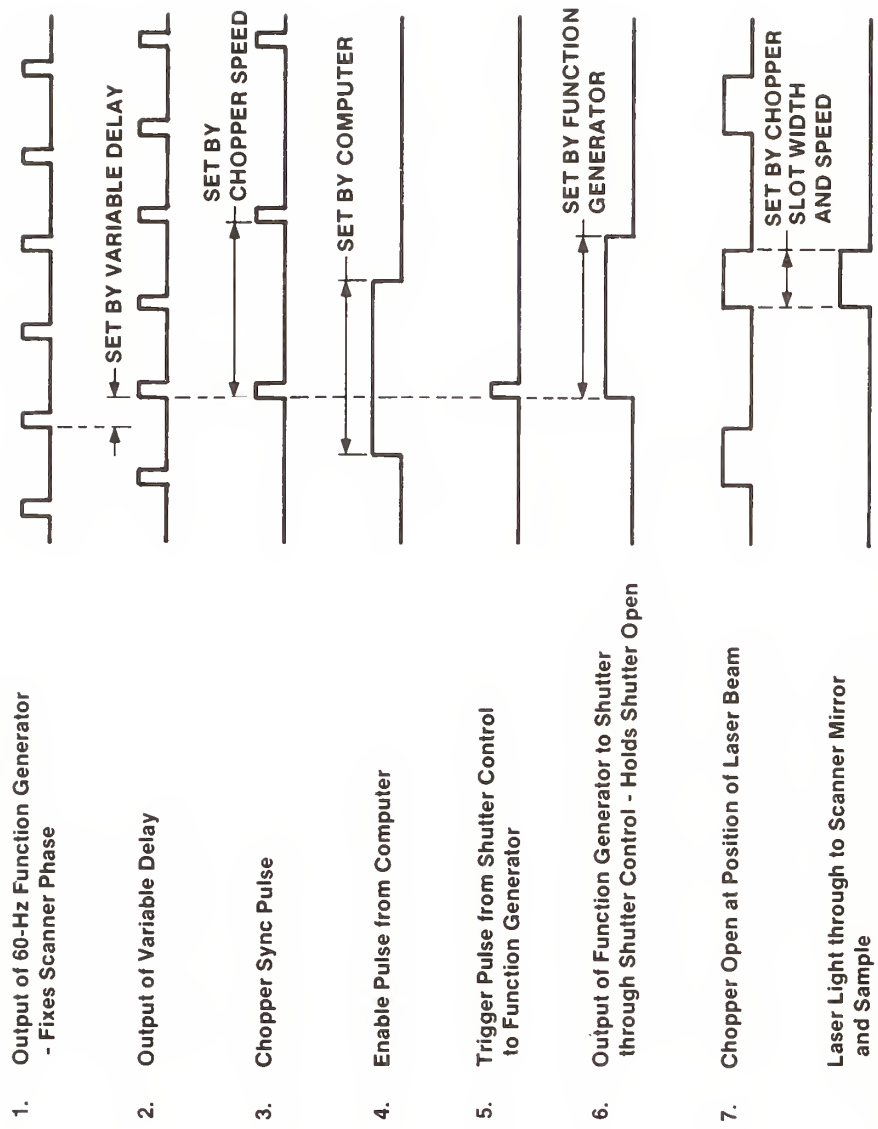 1. Output of 60-Hz Function Generator
- Fixes Scanner Phase
SET BY VARIABLE DELAY
2. Output of Variable Delay
SET BY
CHOPPER SPEED
3. Chopper Sync Pulse
SET BY COMPUTER
4. Enable Pulse from Computer
5. Trigger Pulse from Shutter Control
to Function Generator
SET BY FUNCTION
GENERATOR
6. Output of Function Generator to Shutter
through Shutter Control - Holds Shutter Open
7. Chopper Open at Position of Laser Beam
SET BY CHOPPER
SLOT WIDTH
AND SPEED
Laser Light through to Scanner Mirror
and Sample